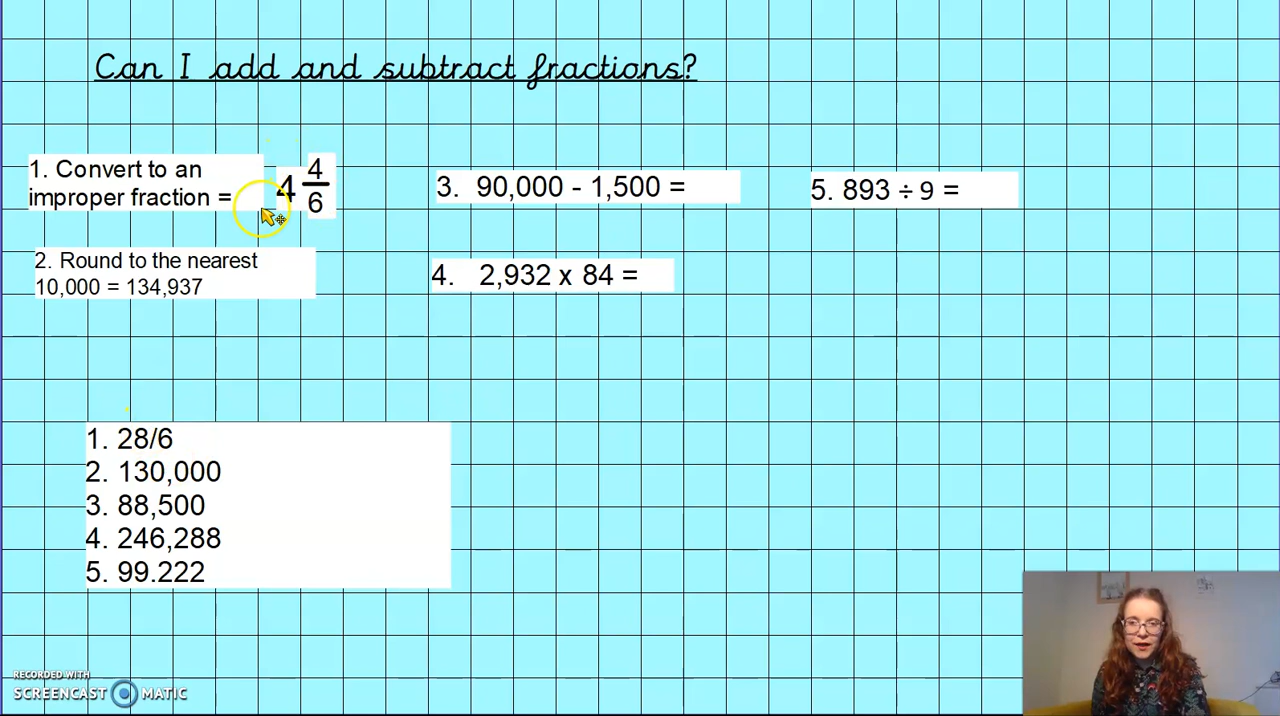 Can I add and subtract fractions?
1. Convert to an
improper fraction =
4 4/6
2. Round to the nearest
10,000 = 134,937
3. 90,000 - 1,500 =
4. 2,932 x 84 =
5. 893 ÷ 9 =
1. 28/6
2. 130,000
3. 88,500
4. 246,288
5. 99.222
RECORDED WITH
SCREENCAST MATIC